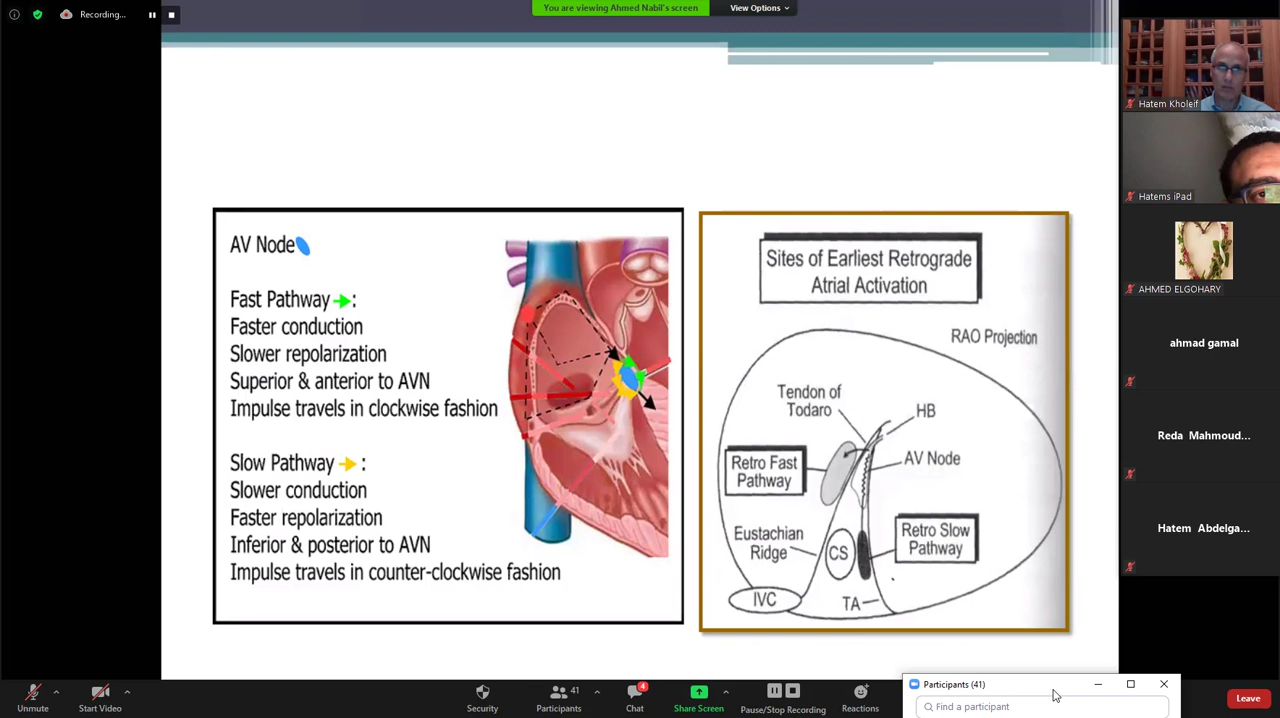 Recording...
You are viewing Ahmed Nabil's screen
View Options
AV Node
Fast Pathway :
Faster conduction
Slower repolarization
Superior & anterior to AVN
Impulse travels in clockwise fashion
Slow Pathway :
Slower conduction
Faster repolarization
Inferior & posterior to AVN
Impulse travels in counter-clockwise fashion
Sites of Earliest Retrograde
Atrial Activation
RAO Projection
Tendon of
Todaro
HB
AV Node
Retro Fast
Pathway
Eustachian
Ridge
CS
Retro Slow
Pathway
IVC
TA
Hatem Kholeif
Hatems iPad
AHMED ELGOHARY
ahmad gamal
Reda Mahmoud...
Hatem Abdelga...
Unmute
Start Video
Security
41
Participants
4
Chat
Share Screen
Pause/Stop Recording
Reactions
Participants (41)
Find a participant
Leave